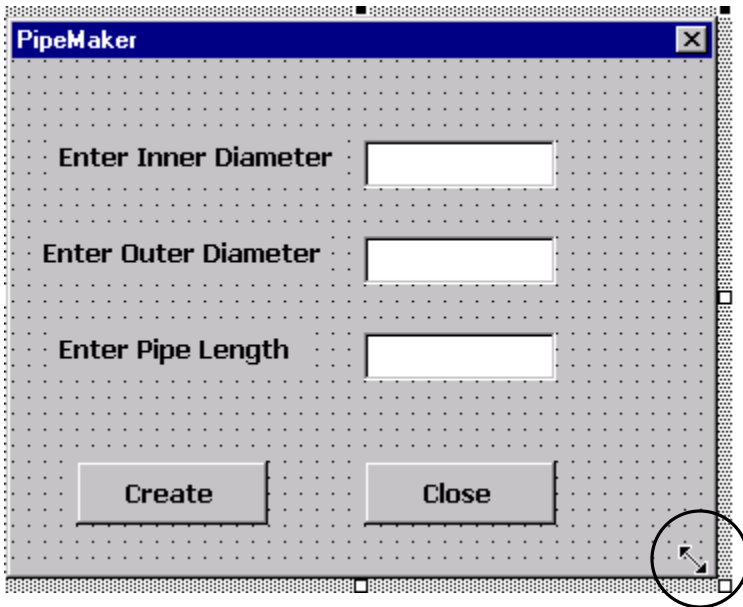 PipeMaker
Enter Inner Diameter
Enter Outer Diameter
Enter Pipe Length
Create Close